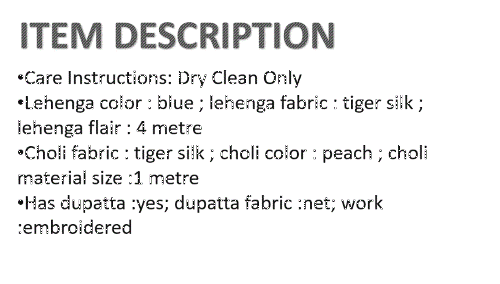 ITEM DESCRIPTION
•Care Instructions: Dry Clean Only
•Lehenga color : blue ; lehenga fabric : tiger silk ;
lehenga flair : 4 metre
•Choli fabric : tiger silk ; choli color : peach ; choli
material size :1 metre
•Has dupatta :yes; dupatta fabric :net; work
:embroidered